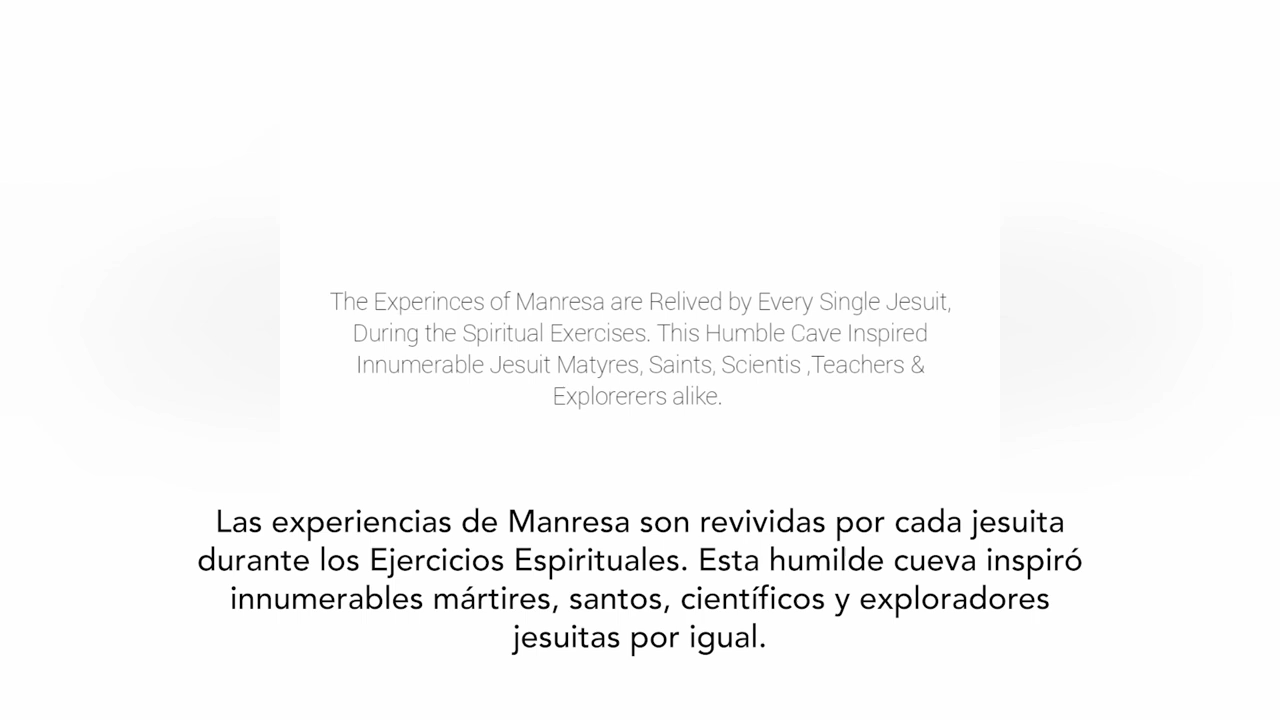 The Experinces of Manresa are Relived by Every Single Jesuit,
During the Spiritual Exercises. This Humble Cave Inspired
Innumerable Jesuit Matyres, Saints, Scientis ,Teachers &
Explorerers alike.
Las experiencias de Manresa son revividas por cada jesuita
durante los Ejercicios Espirituales. Esta humilde cueva inspiró
innumerables mártires, santos, científicos y exploradores
jesuitas por igual.